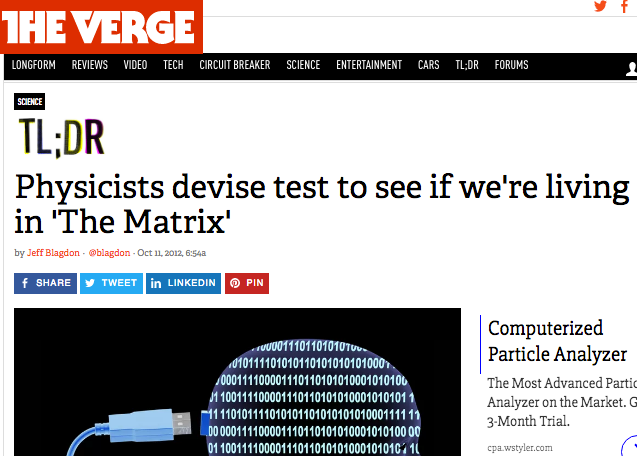 THE VERGE
LONGFORM REVIEWS VIDEO TECH CIRCUIT BREAKER SCIENCE ENTERTAINMENT CARS TL;DR FORUMS
SCIENCE
TL;DR
Physicists devise test to see if we're living
in 'The Matrix'
by Jeff Blagdon - @blagdon - Oct 11, 2012, 6:54a
SHARE TWEET LINKEDIN PIN
Computerized
Particle Analyzer
The Most Advanced Partic
Analyzer on the Market. G
3-Month Trial.
cpa.wstyler.com